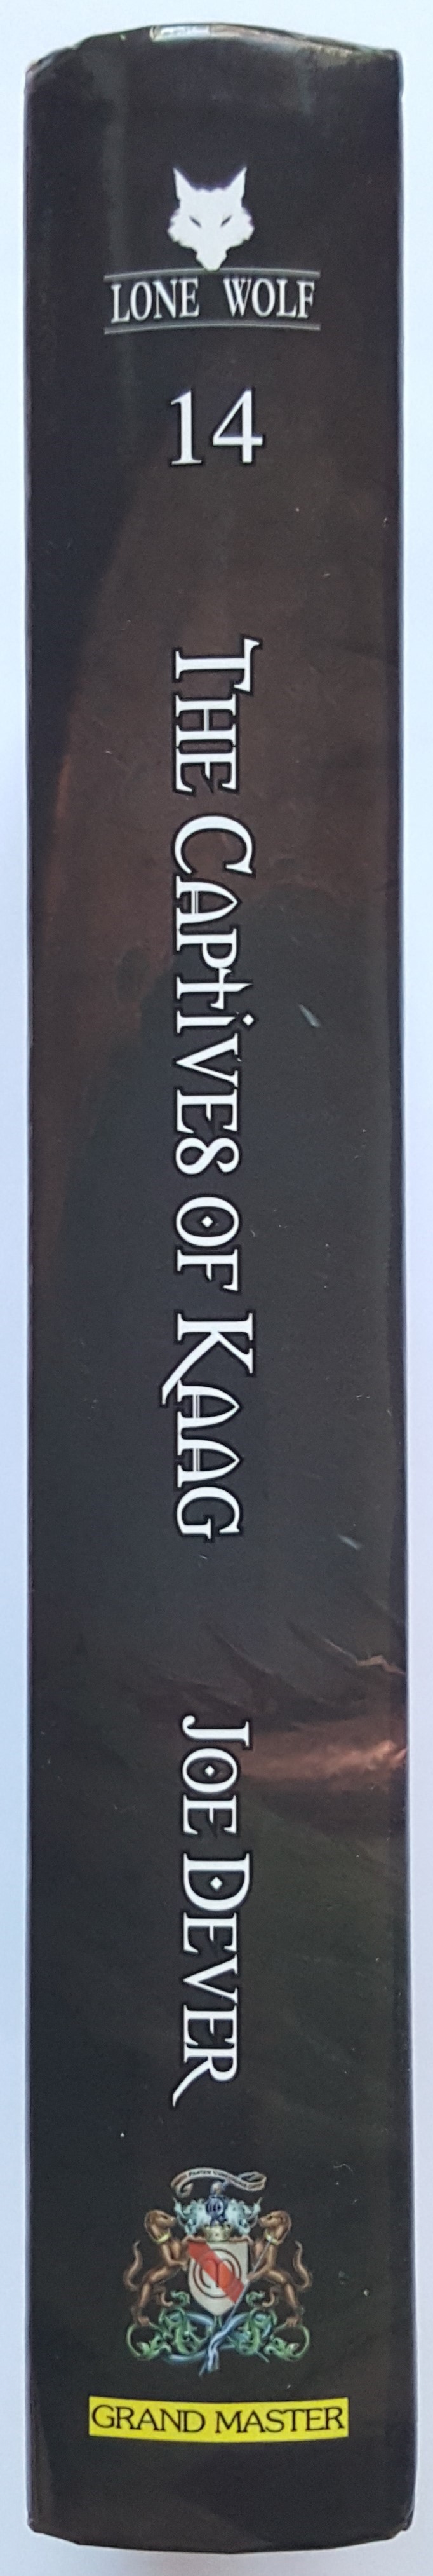 LONE WOLF
14
THE CAPTIVES OF KAAG
JOE DEVER
GRAND MASTER